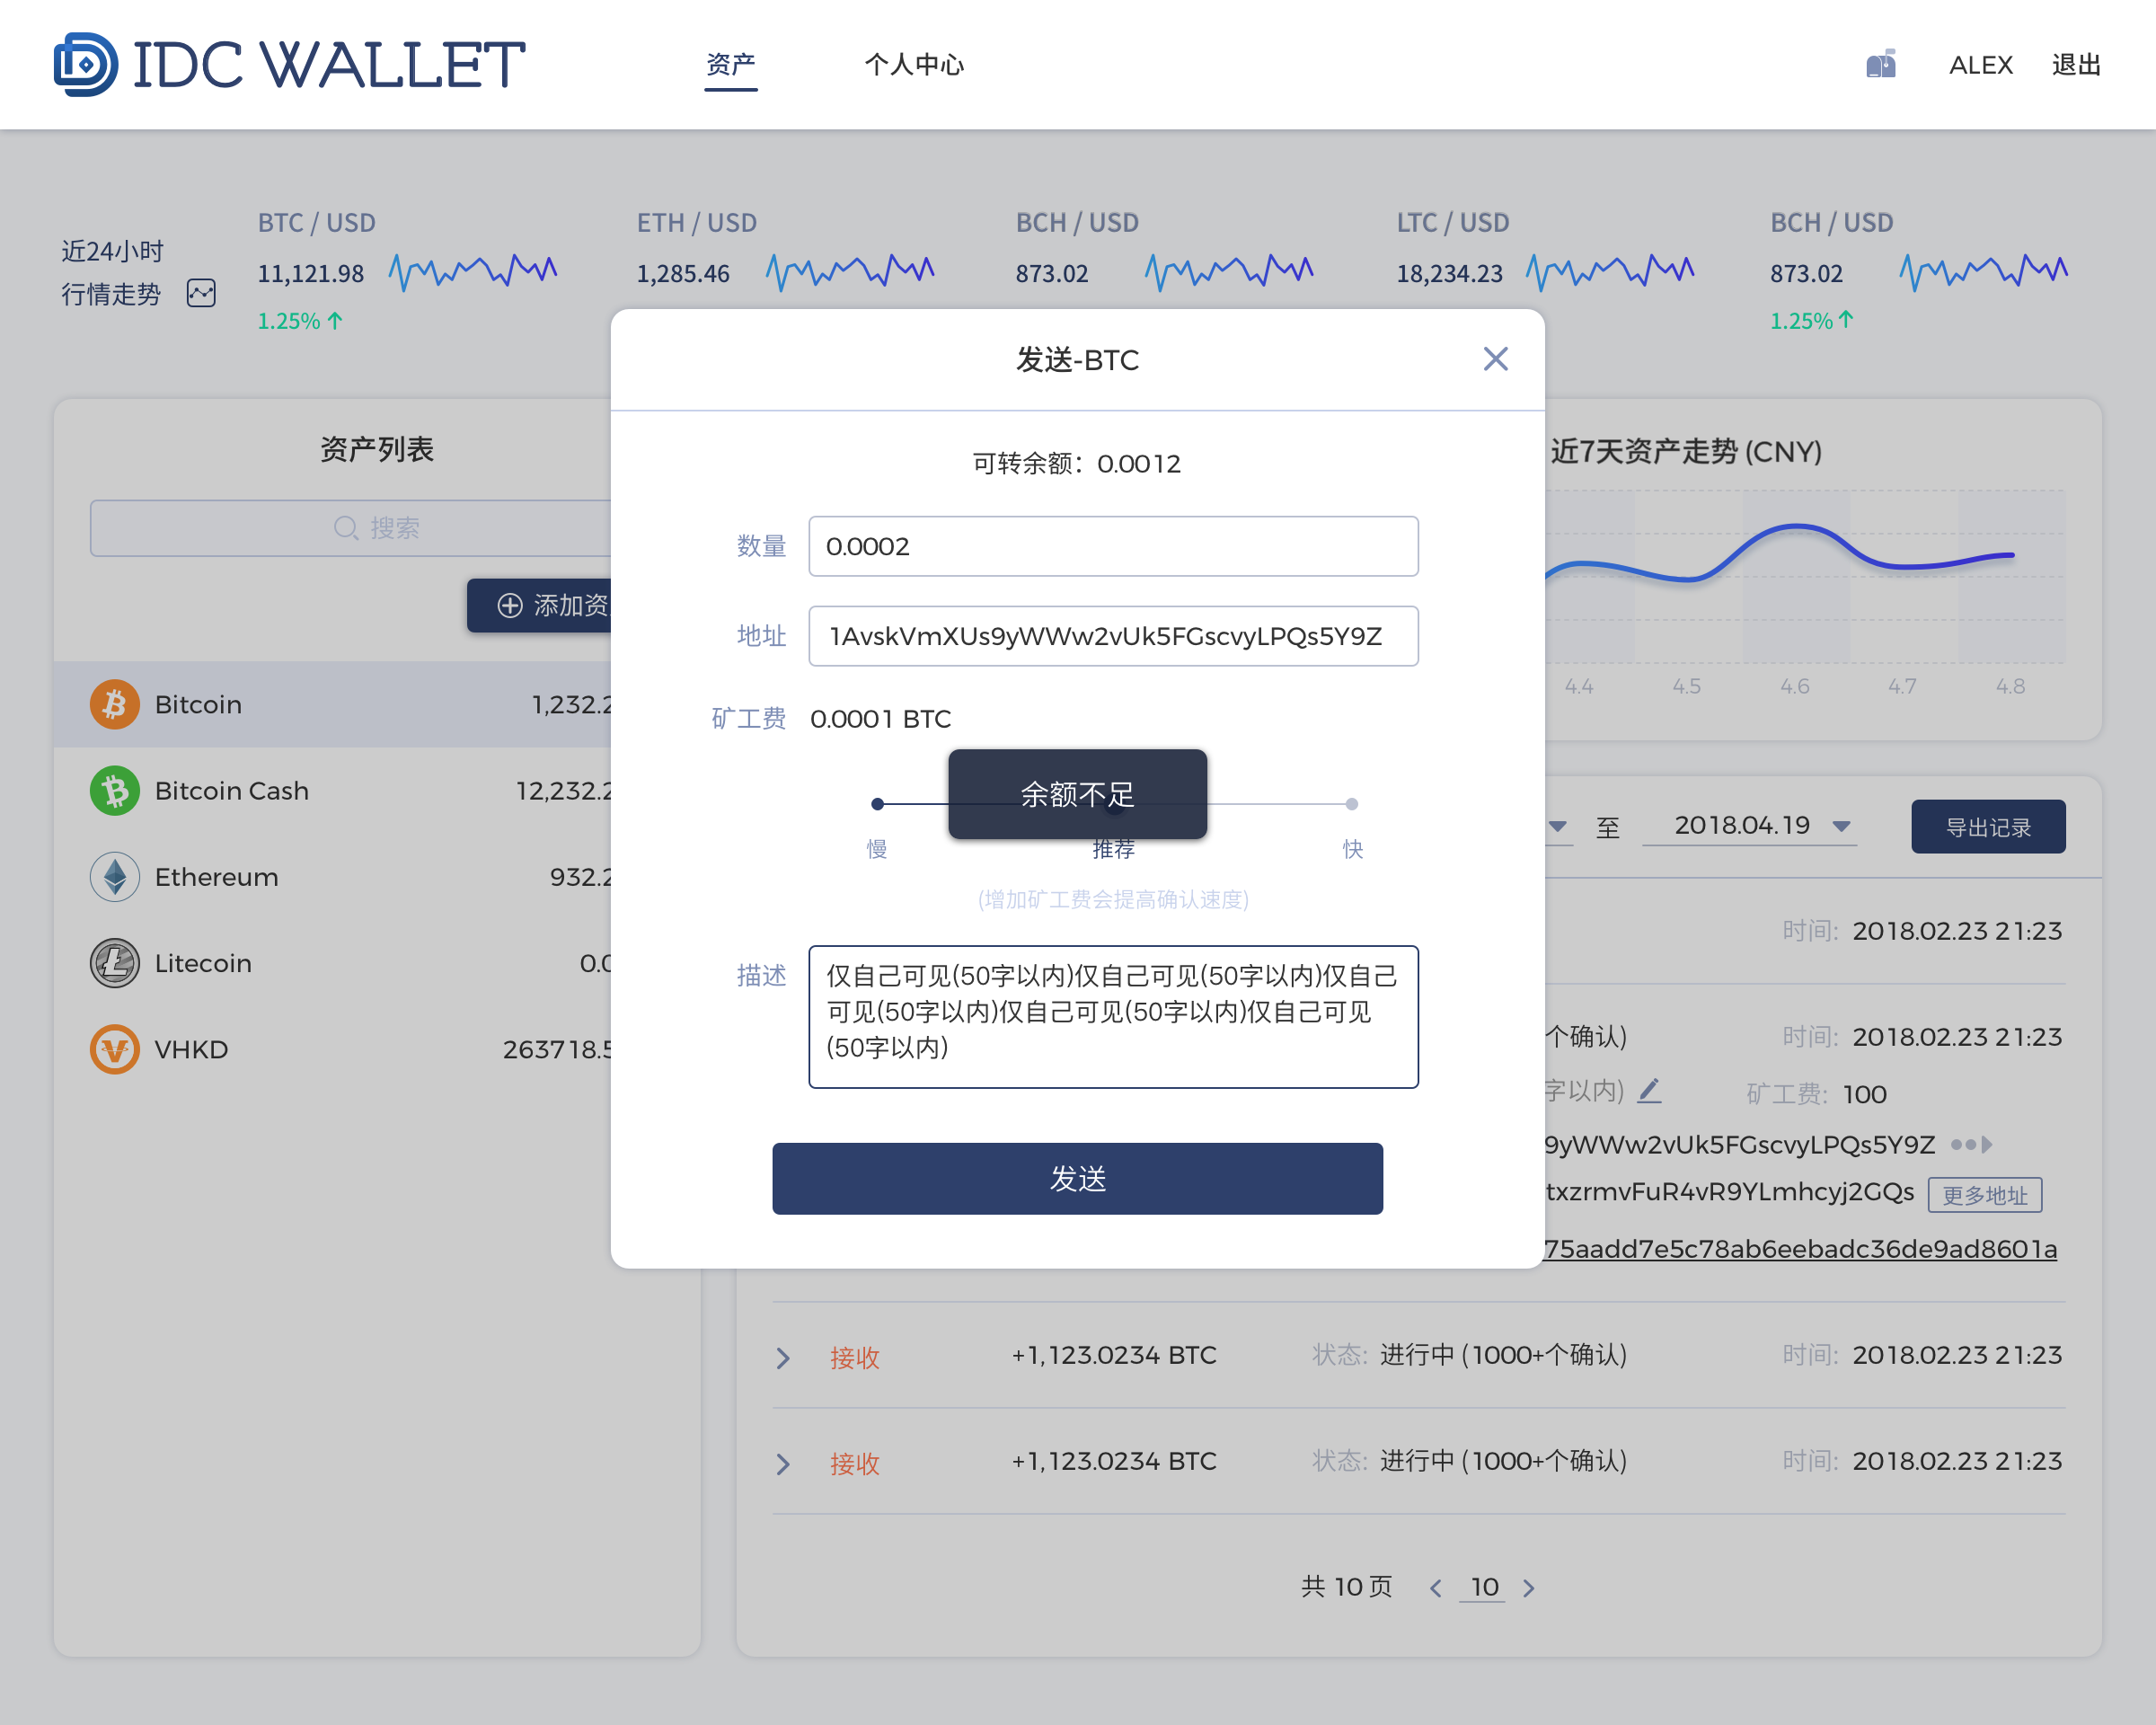 IDC WALLET
资产
个人中心
ALEX
退出
近24小时
行情走势
BTC / USD
11,121.98
1.25%
ETH / USD
1,285.46
BCH / USD
873.02
LTC / USD
18,234.23
BCH / USD
873.02
1.25%
资产列表
搜索
添加资
Bitcoin 1,232.2
Bitcoin Cash 12,232.2
Ethereum 932.2
Litecoin 0.0
VHKD 263718.5
发送-BTC
可转余额：0.0012
数量 0.0002
地址 1AvskVmXUs9yWWw2vUk5FGscvyLPQs5Y9Z
矿工费 0.0001 BTC
余额不足
慢 推荐 快
(增加矿工费会提高确认速度)
描述
仅自己可见(50字以内)仅自己可见(50字以内)仅自己
可见(50字以内)仅自己可见(50字以内)仅自己可见
(50字以内)
发送
近7天资产走势 (CNY)
4.4 4.5 4.6 4.7 4.8
至 2018.04.19 导出记录
时间: 2018.02.23 21:23
个确认) 时间: 2018.02.23 21:23
字以内) 矿工费: 100
9yWWw2vUk5FGscvyLPQs5Y9Z
txzrmvFuR4vR9YLmhcyj2GQs 更多地址
75aadd7e5c78ab6eebadc36de9ad8601a
接收 +1,123.0234 BTC 状态: 进行中 (1000+个确认) 时间: 2018.02.23 21:23
接收 +1,123.0234 BTC 状态: 进行中 (1000+个确认) 时间: 2018.02.23 21:23
共 10 页 10